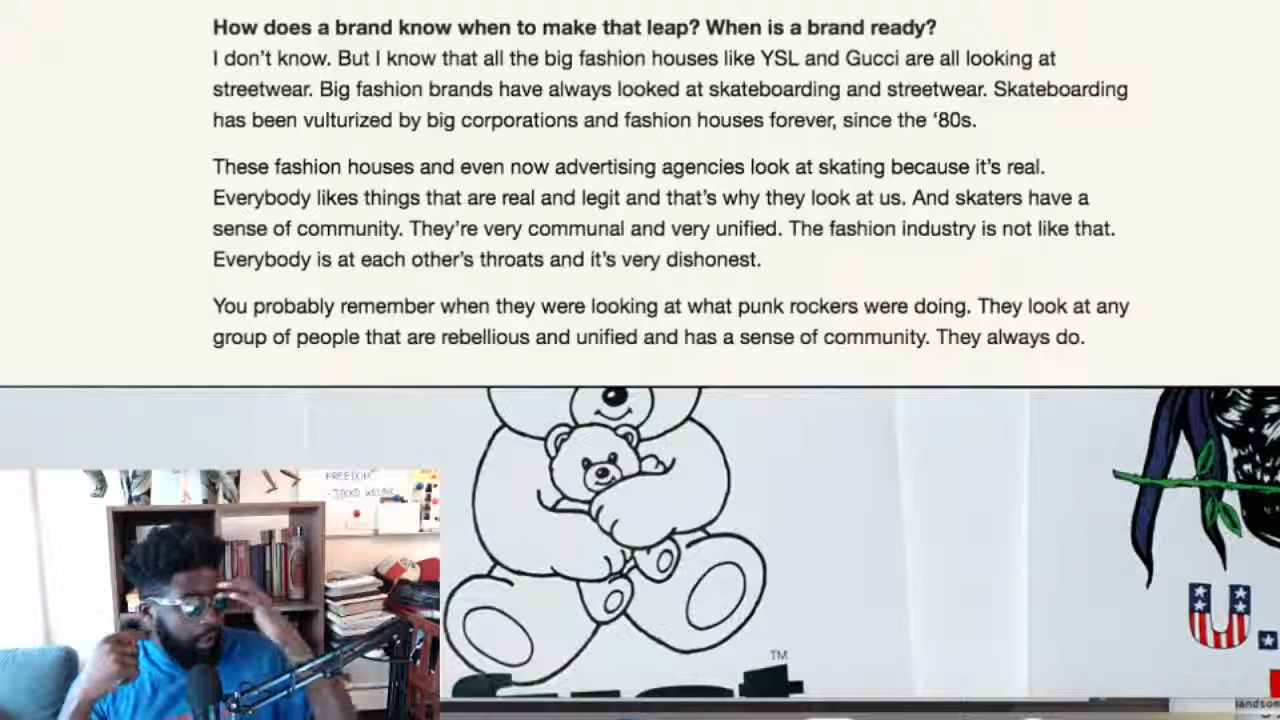 How does a brand know when to make that leap? When is a brand ready?
I don’t know. But I know that all the big fashion houses like YSL and Gucci are all looking at
streetwear. Big fashion brands have always looked at skateboarding and streetwear. Skateboarding
has been vulturized by big corporations and fashion houses forever, since the ‘80s.
These fashion houses and even now advertising agencies look at skating because it’s real.
Everybody likes things that are real and legit and that’s why they look at us. And skaters have a
sense of community. They’re very communal and very unified. The fashion industry is not like that.
Everybody is at each other’s throats and it’s very dishonest.
You probably remember when they were looking at what punk rockers were doing. They look at any
group of people that are rebellious and unified and has a sense of community. They always do.
FREEDOM"
- JOCKO
TM
U.